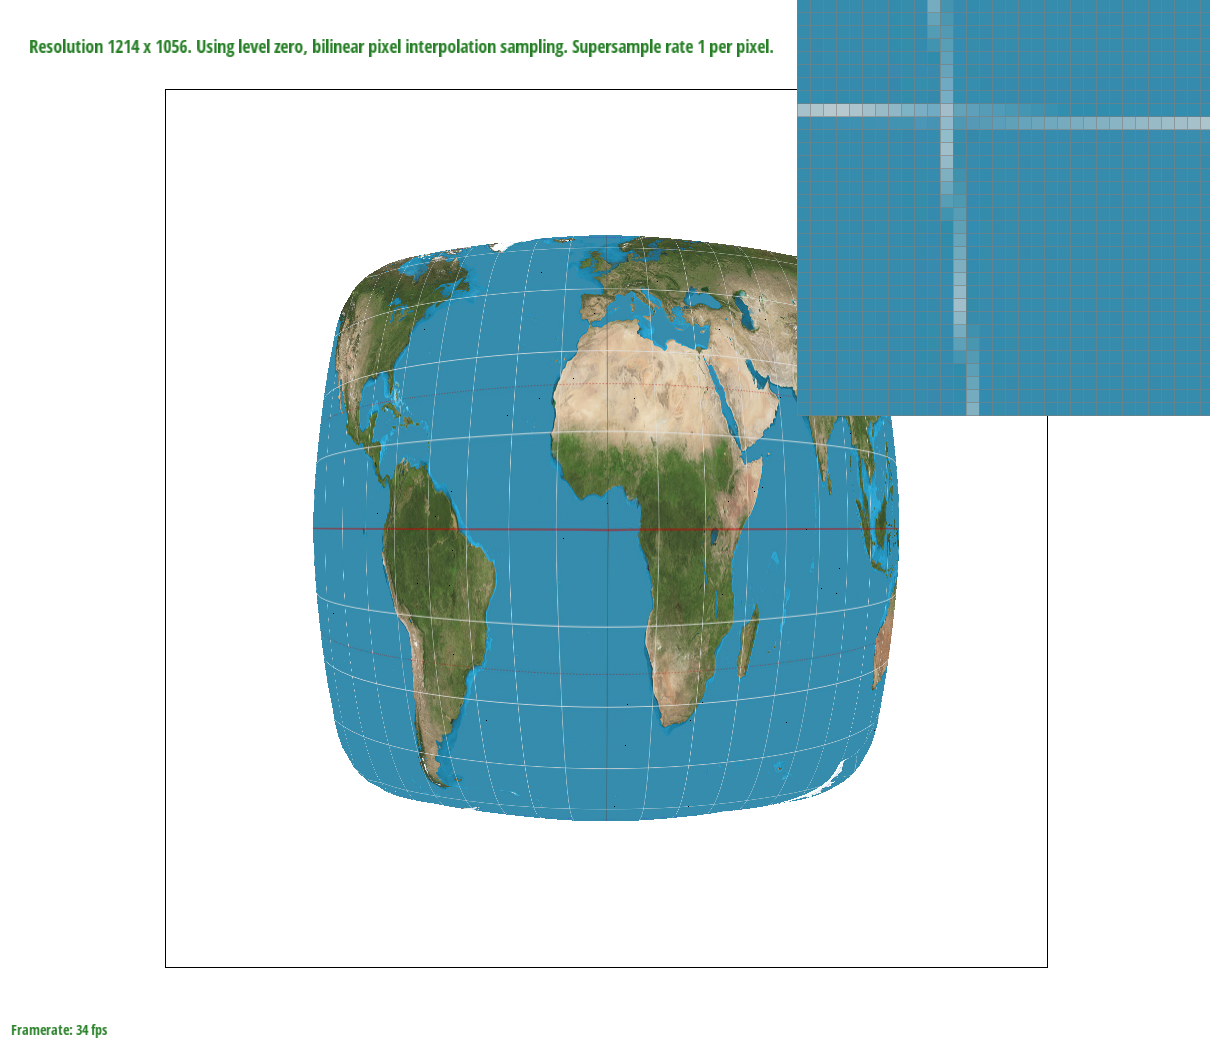 Resolution 1214 x 1056. Using level zero, bilinear pixel interpolation sampling. Supersample rate 1 per pixel.
Framerate: 34 fps